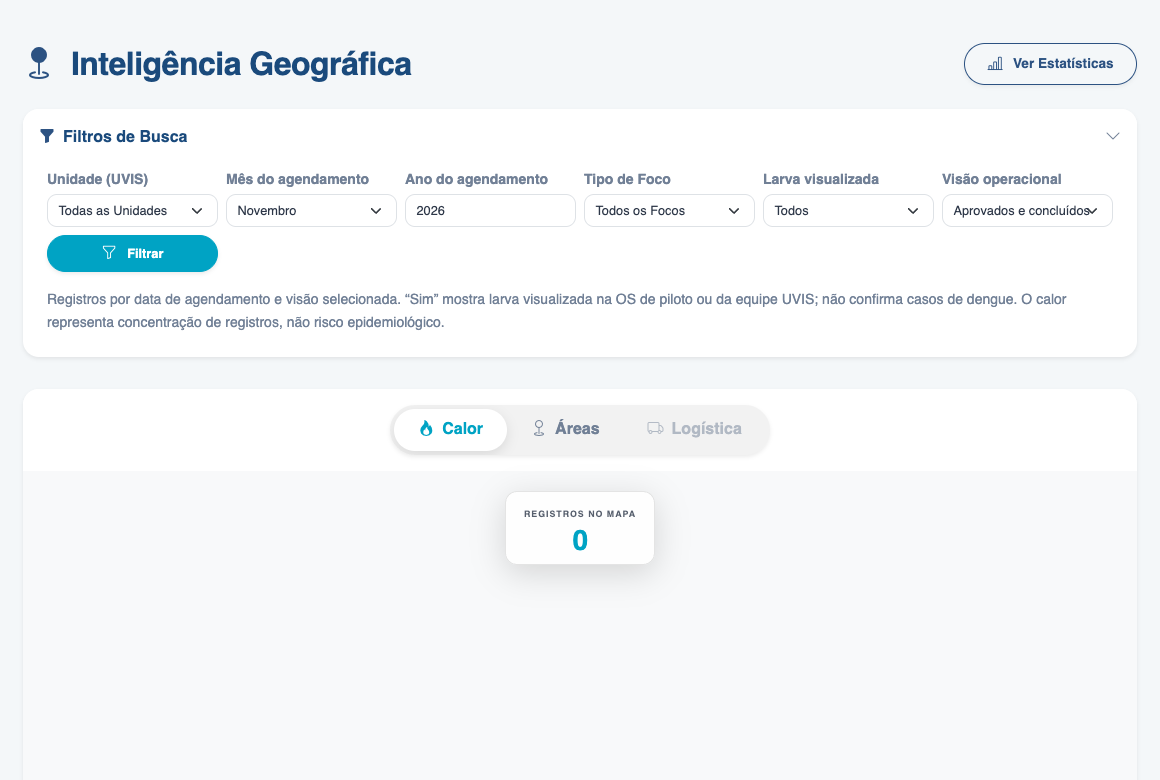 Inteligência Geográfica
Ver Estatísticas
Filtros de Busca
Unidade (UVIS)
Mês do agendamento
Ano do agendamento
Tipo de Foco
Larva visualizada
Visão operacional
Todas as Unidades
Novembro
2026
Todos os Focos
Todos
Aprovados e concluídos
Filtrar
Registros por data de agendamento e visão selecionada. “Sim” mostra larva visualizada na OS de piloto ou da equipe UVIS; não confirma casos de dengue. O calor
representa concentração de registros, não risco epidemiológico.
Calor
Áreas
Logística
REGISTROS NO MAPA
0